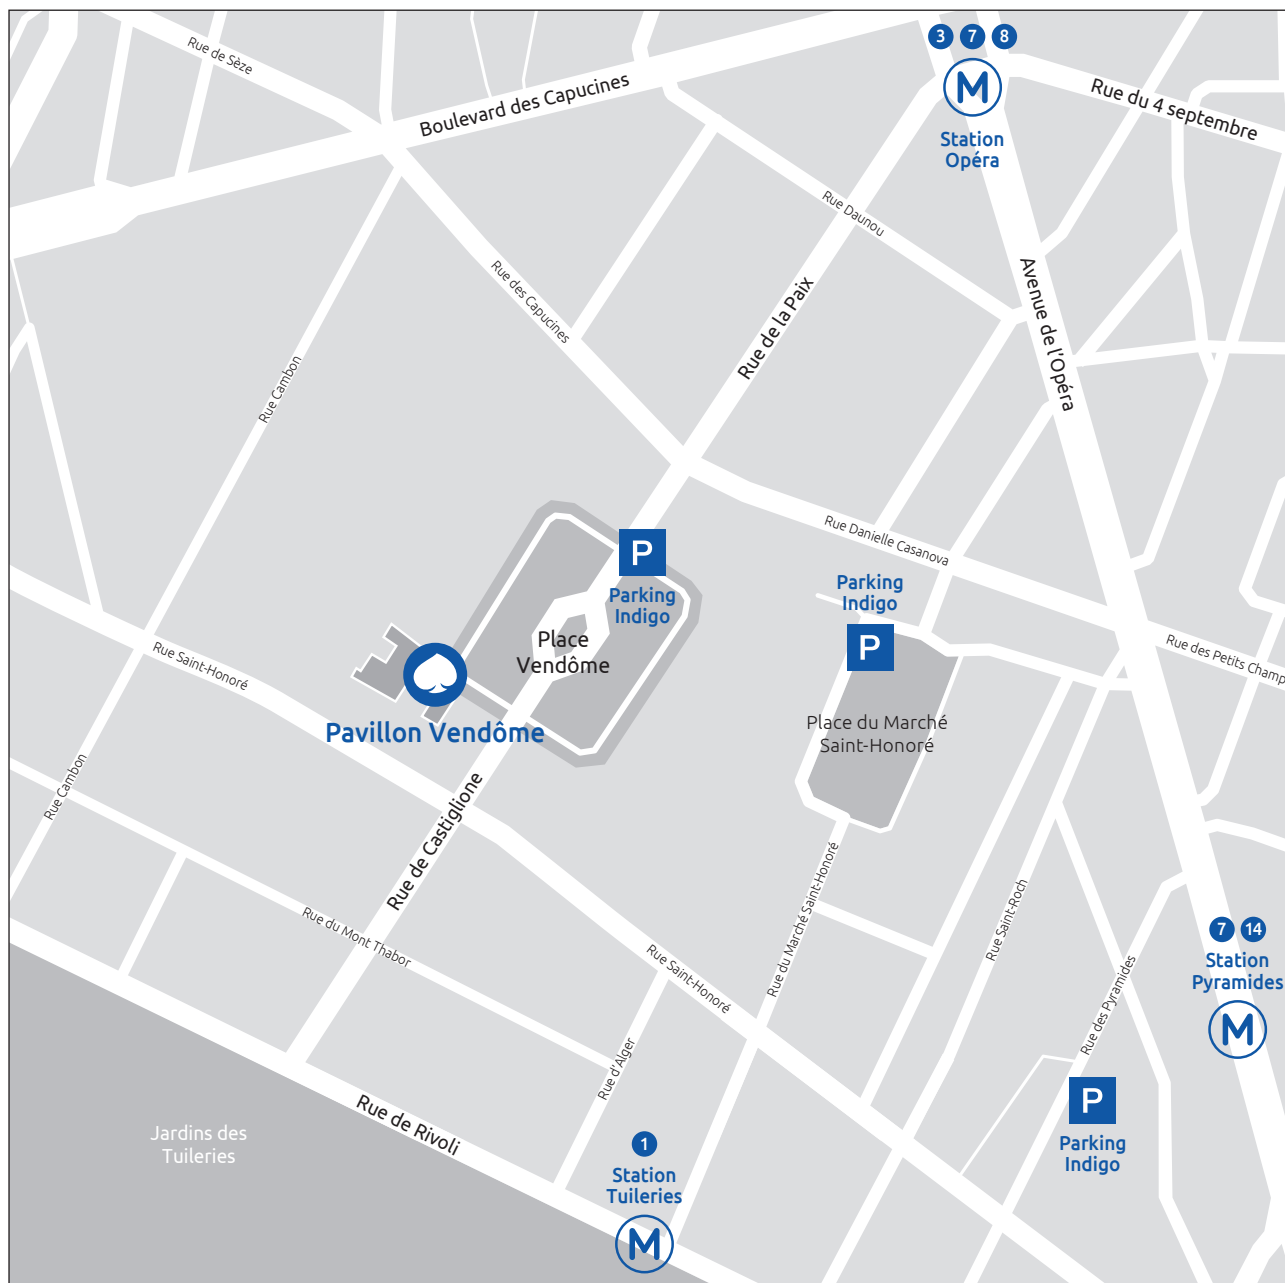 Rue de Sèze
Boulevard des Capucines
3 7 8
M
Station
Opéra
Rue du 4 septembre
Rue Daunou
Rue des Capucines
Rue de la Paix
Avenue de l'Opéra
Rue Cambon
Rue Danielle Casanova
P
Parking
Indigo
Parking
Indigo
P
Place
Vendôme
Rue Saint-Honoré
Rue des Petits Champ
Pavillon Vendôme
Place du Marché
Saint-Honoré
Rue Cambon
Rue de Castiglione
Rue du Mont Thabor
Rue Saint-Honoré
Rue du Marché Saint-Honoré
Rue Saint-Roch
Rue des Pyramides
7 14
Station
Pyramides
M
Rue d'Alger
P
Parking
Indigo
Rue de Rivoli
Jardins des
Tuileries
1
Station
Tuileries
M